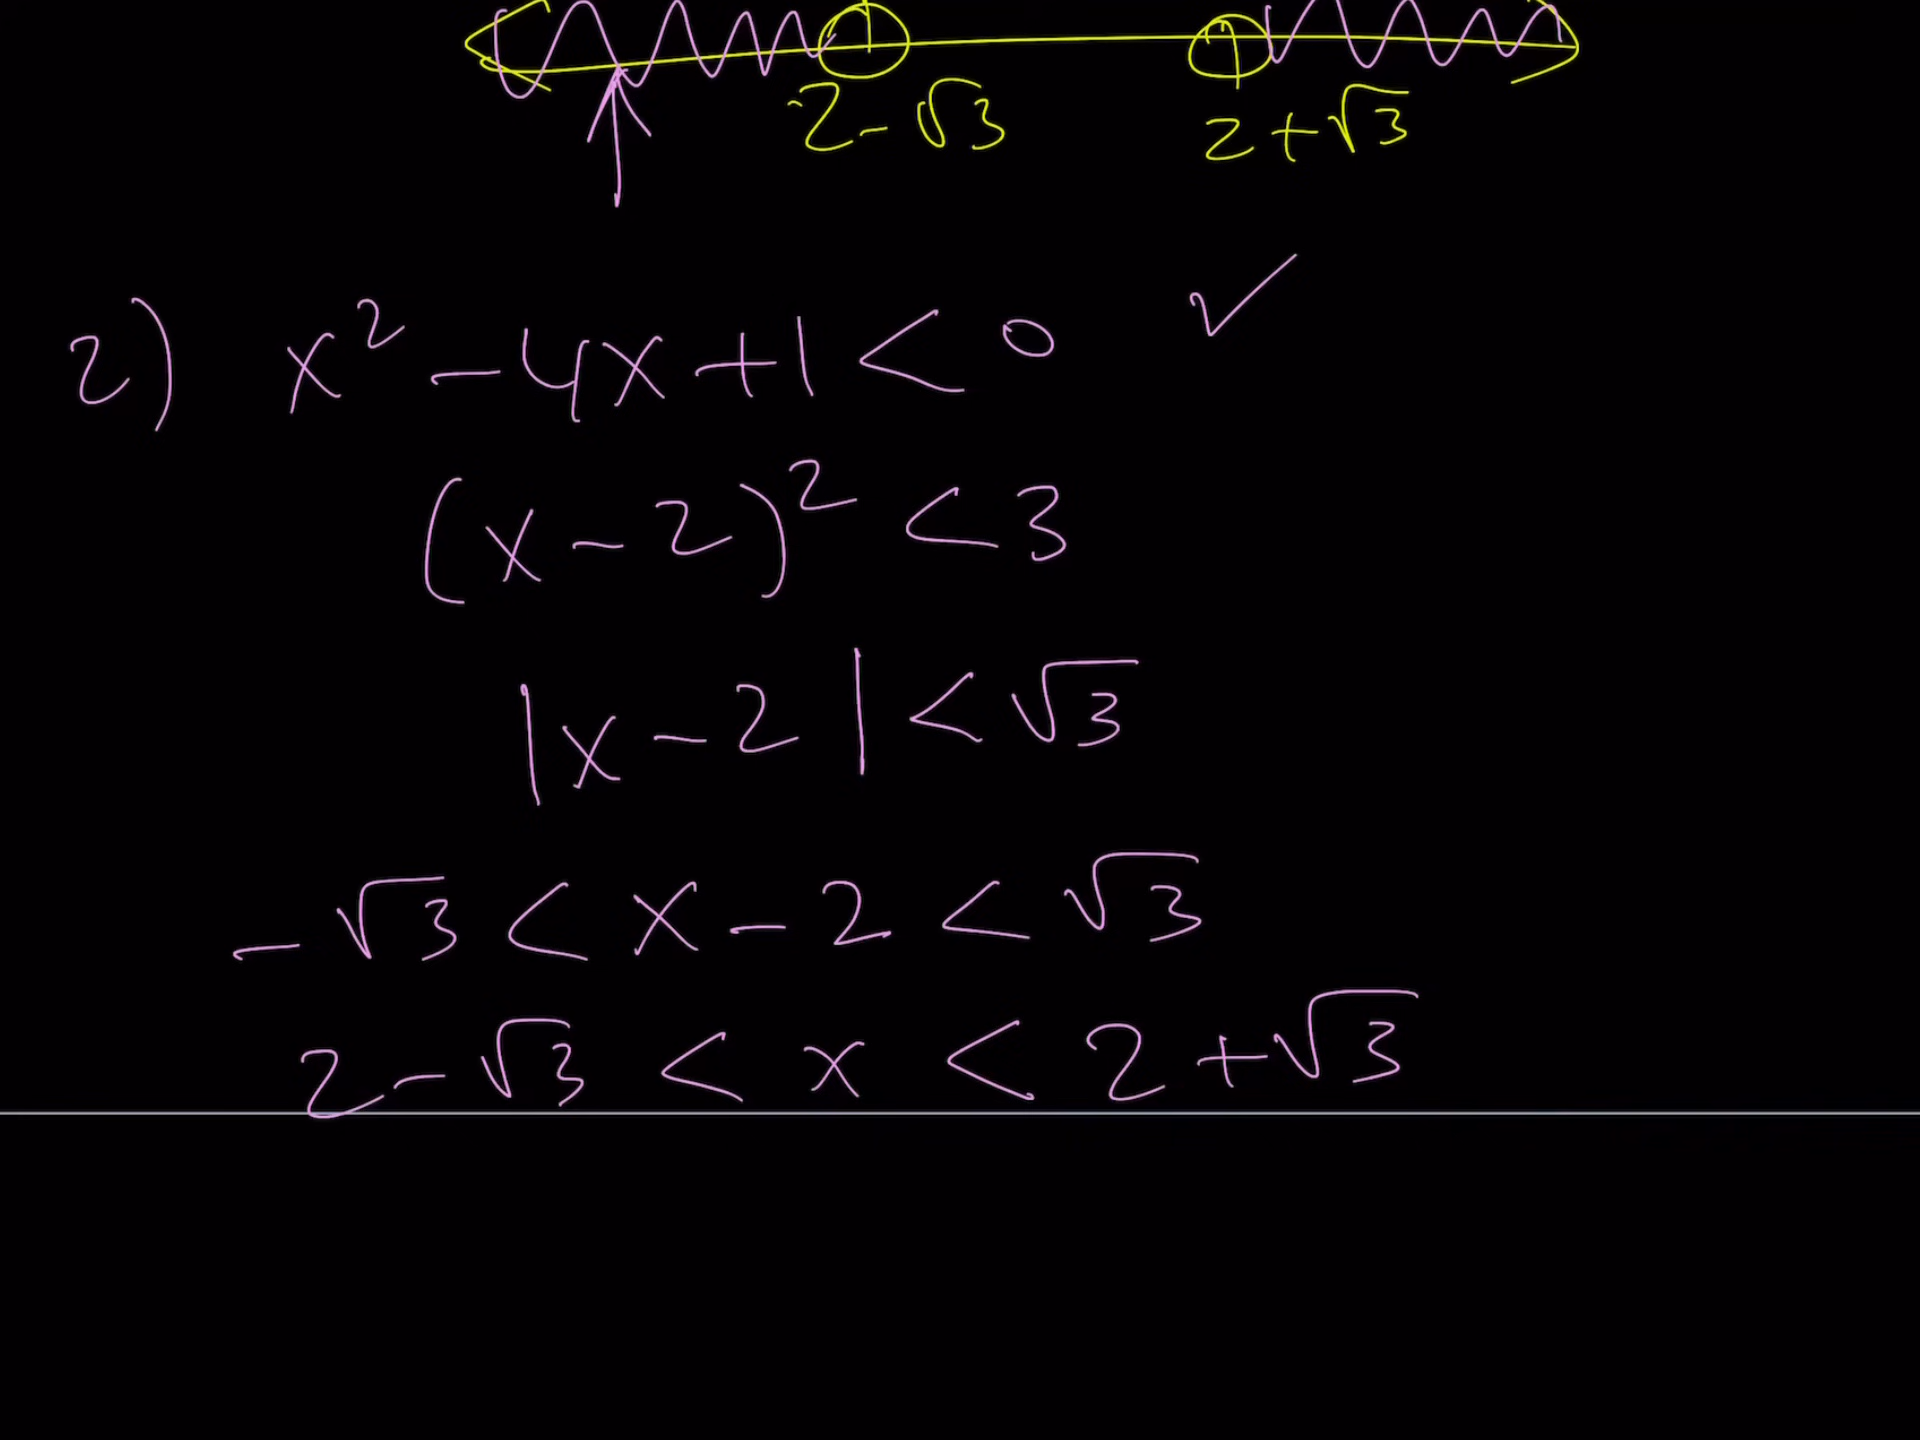 2-√3 2+√3
2) x² - 4x + 1 < 0 ✓
(x - 2)² < 3
|x - 2| < √3
-√3 < x - 2 < √3
2 - √3 < x < 2 + √3